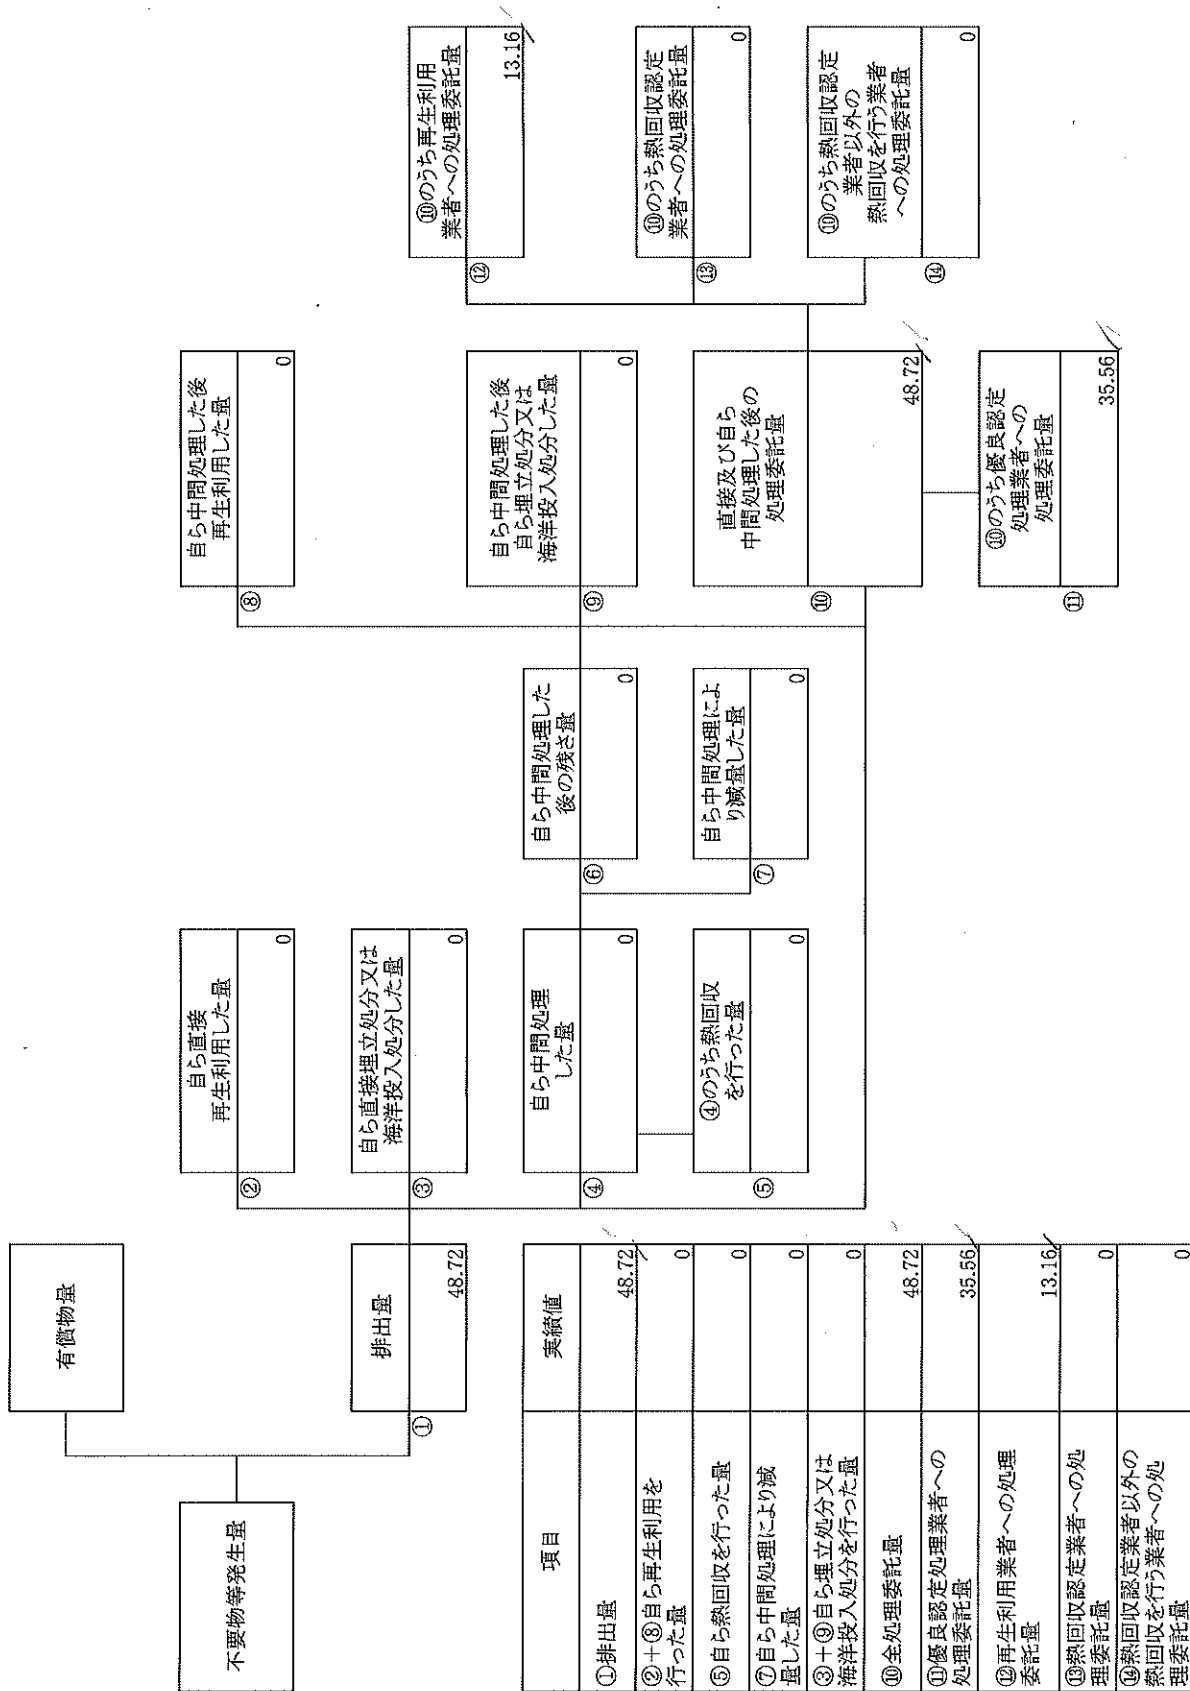 不要物等発生量
有償物量
排出量
①
48.72
自ら直接
再生利用した量
②
0
自ら直接埋立処分又は
海洋投入処分した量
③
0
自ら中間処理
した量
④
0
④のうち熱回収
を行った量
⑤
0
自ら中間処理した
後の残さ量
⑥
0
自ら中間処理によ
り減量した量
⑦
0
自ら中間処理した後
再生利用した量
⑧
0
自ら中間処理した後
自ら埋立処分又は
海洋投入処分した量
⑨
0
直接及び自ら
中間処理した後の
処理委託量
⑩
48.72
⑩のうち優良認定
処理業者への
処理委託量
⑪
35.56
⑩のうち再生利用
業者への処理委託量
⑫
13.16
⑩のうち熱回収認定
業者への処理委託量
⑬
0
⑩のうち熱回収認定
業者以外の
熱回収を行う業者
への処理委託量
⑭
0
項目 実績値
①排出量 48.72
②+⑧自ら再生利用を
行った量 0
⑤自ら熱回収を行った量 0
⑦自ら中間処理により減
量した量 0
③+⑨自ら埋立処分又は
海洋投入処分を行った量 0
⑩全処理委託量 48.72
⑪優良認定処理業者への
処理委託量 35.56
⑫再生利用業者への処理
委託量 13.16
⑬熱回収認定業者への処
理委託量 0
⑭熱回収認定業者以外の
熱回収を行う業者への処
理委託量 0